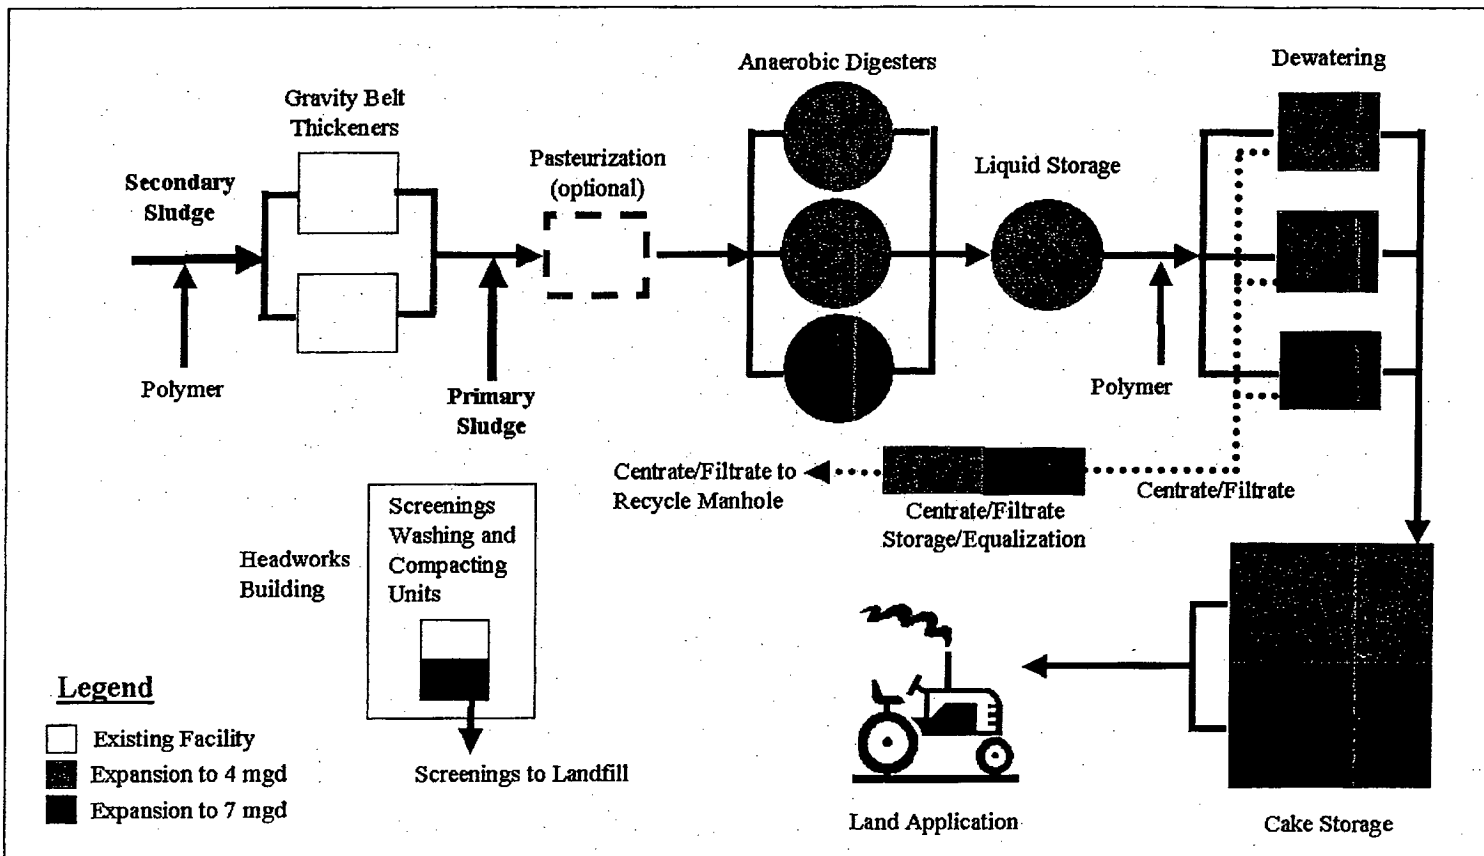 Anaerobic Digesters
Dewatering
Gravity Belt
Thickeners
Pasteurization
(optional)
Liquid Storage
Secondary
Sludge
Polymer
Primary
Sludge
Polymer
Centrate/Filtrate to
Recycle Manhole
Centrate/Filtrate
Storage/Equalization
Centrate/Filtrate
Headworks
Building
Screenings
Washing and
Compacting
Units
Screenings to Landfill
Legend
Existing Facility
Expansion to 4 mgd
Expansion to 7 mgd
Land Application
Cake Storage